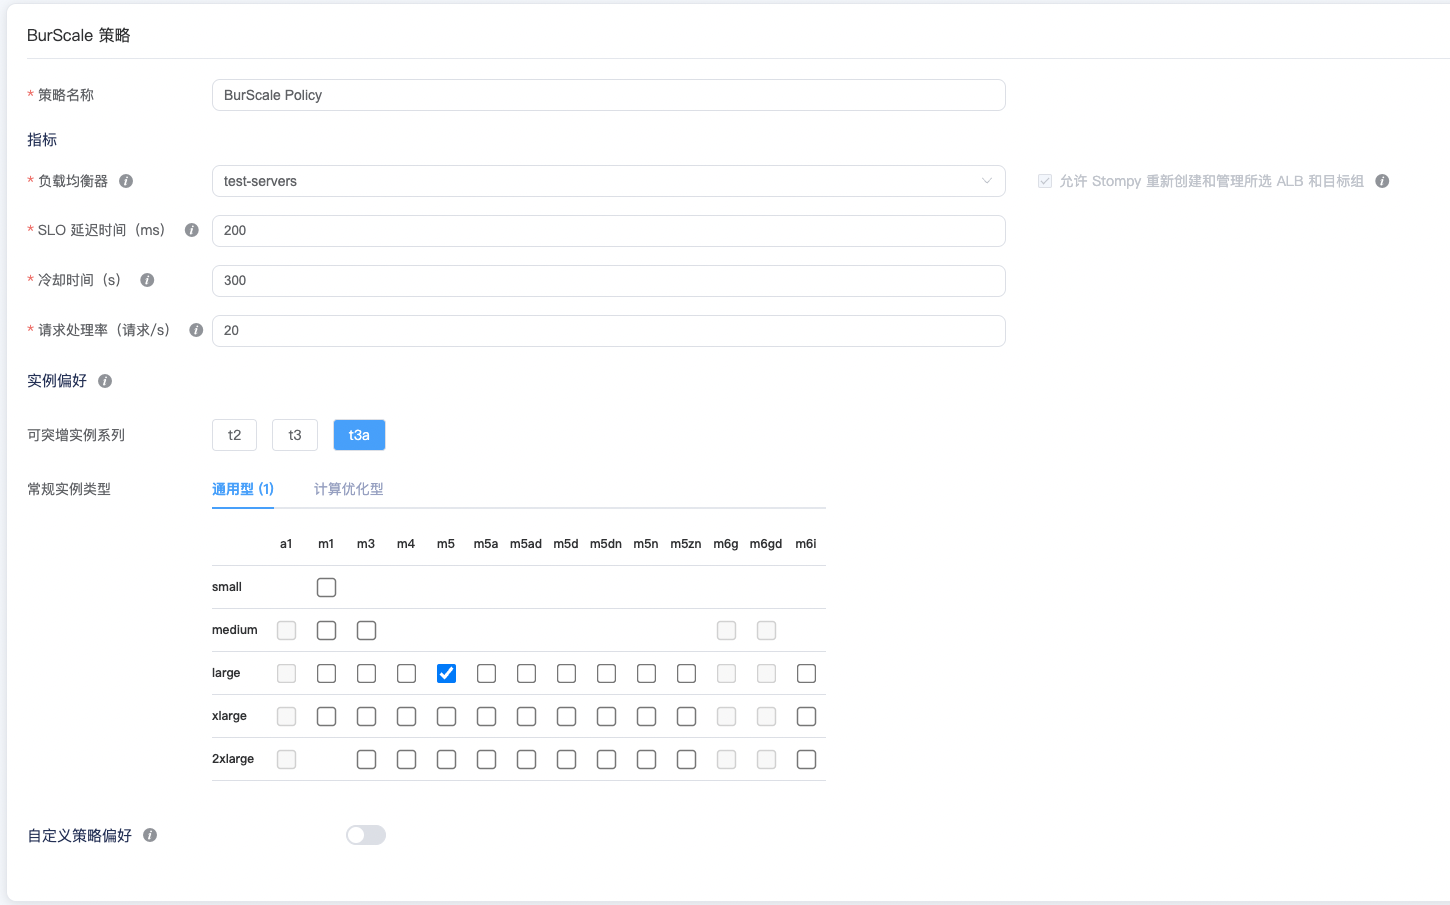 BurScale 策略
* 策略名称
BurScale Policy
指标
* 负载均衡器
test-servers
允许 Stompy 重新创建和管理所选 ALB 和目标组
* SLO 延迟时间（ms）
200
* 冷却时间（s）
300
* 请求处理率（请求/s）
20
实例偏好
可突增实例系列
t2 t3 t3a
常规实例类型
通用型 (1) 计算优化型
a1 m1 m3 m4 m5 m5a m5ad m5d m5dn m5n m5zn m6g m6gd m6i
small
medium
large
xlarge
2xlarge
自定义策略偏好